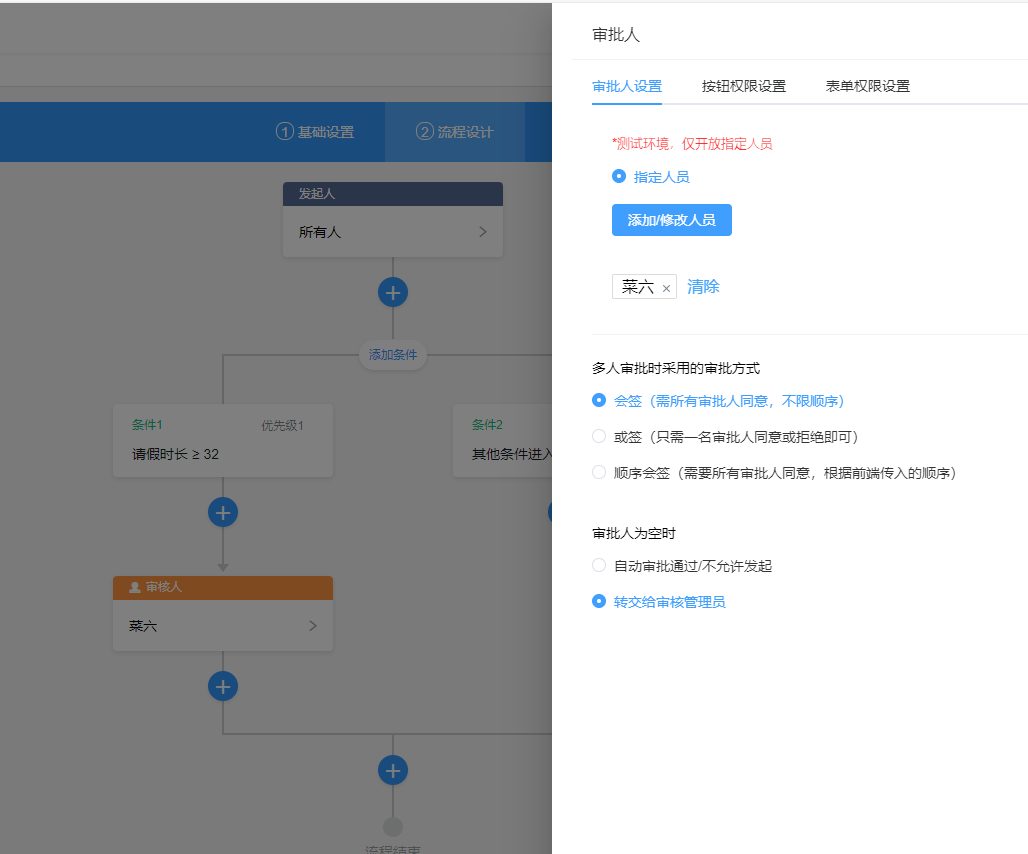 审批人
审批人设置 按钮权限设置 表单权限设置
*测试环境，仅开放指定人员
指定人员
添加/修改人员
菜六 × 清除
多人审批时采用的审批方式
会签（需所有审批人同意，不限顺序）
或签（只需一名审批人同意或拒绝即可）
顺序会签（需要所有审批人同意，根据前端传入的顺序）
审批人为空时
自动审批通过/不允许发起
转交给审核管理员
1 基础设置 2 流程设计
发起人
所有人
添加条件
条件1 优先级1
请假时长 ≥ 32
条件2
其他条件进入
审核人
菜六
流程结束